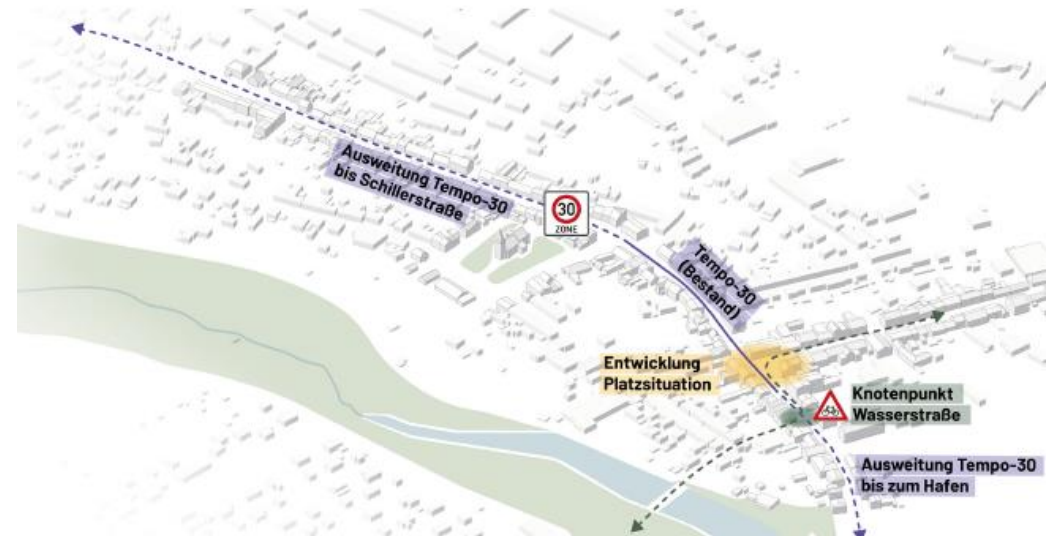 Ausweitung Tempo-30
bis Schillerstraße
30
ZONE
Tempo-30
(Bestand)
Entwicklung
Platzsituation
Knotenpunkt
Wasserstraße
Ausweitung Tempo-30
bis zum Hafen